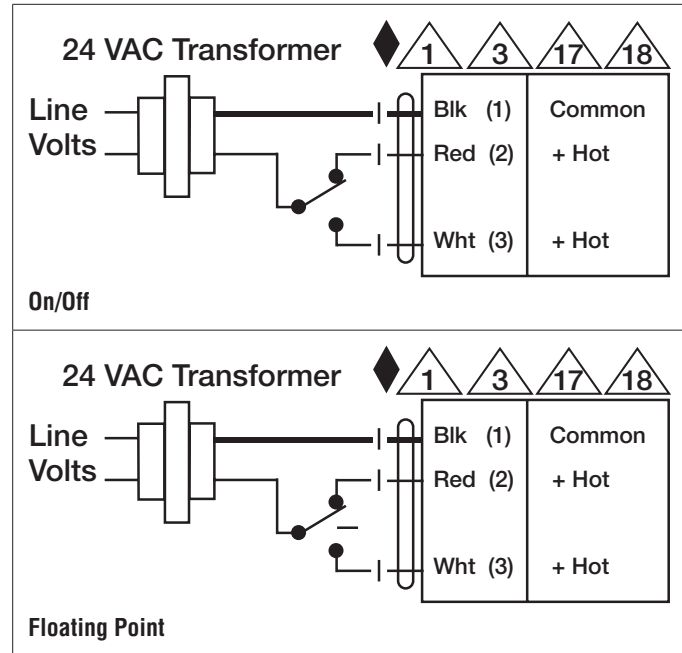 24 VAC Transformer 1 3 17 18
Line Volts
Blk (1) Common
Red (2) + Hot
Wht (3) + Hot
On/Off
24 VAC Transformer 1 3 17 18
Line Volts
Blk (1) Common
Red (2) + Hot
Wht (3) + Hot
Floating Point